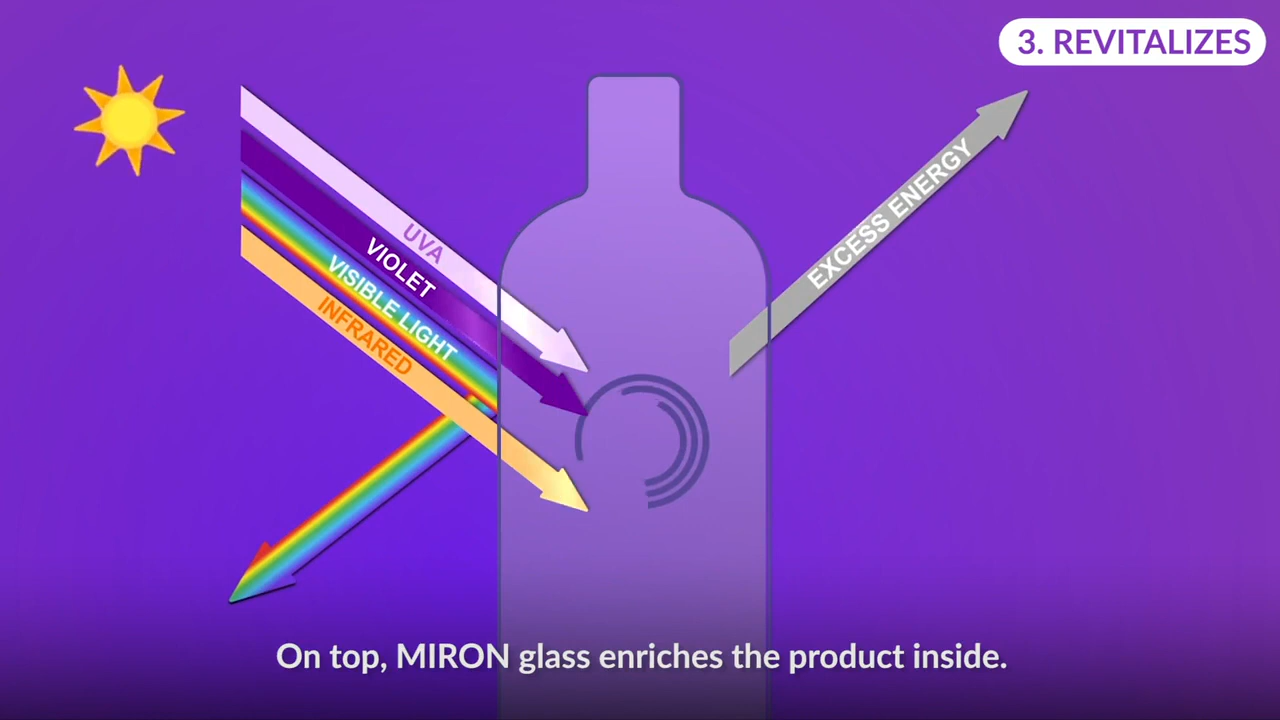 3. REVITALIZES
UVA
VIOLET
VISIBLE LIGHT
INFRARED
EXCESS ENERGY
On top, MIRON glass enriches the product inside.